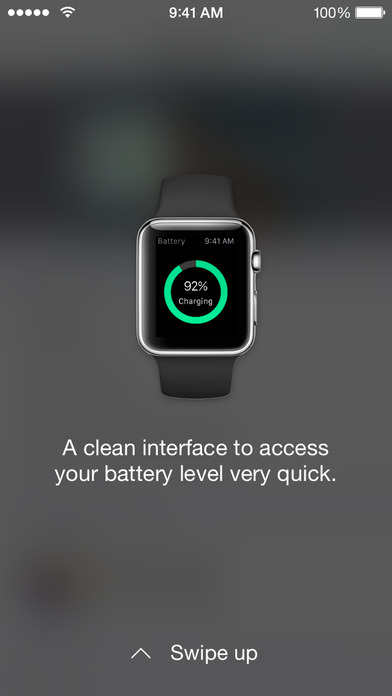 9:41 AM 100%
Battery 9:41 AM
92%
Charging
A clean interface to access
your battery level very quick.
Swipe up